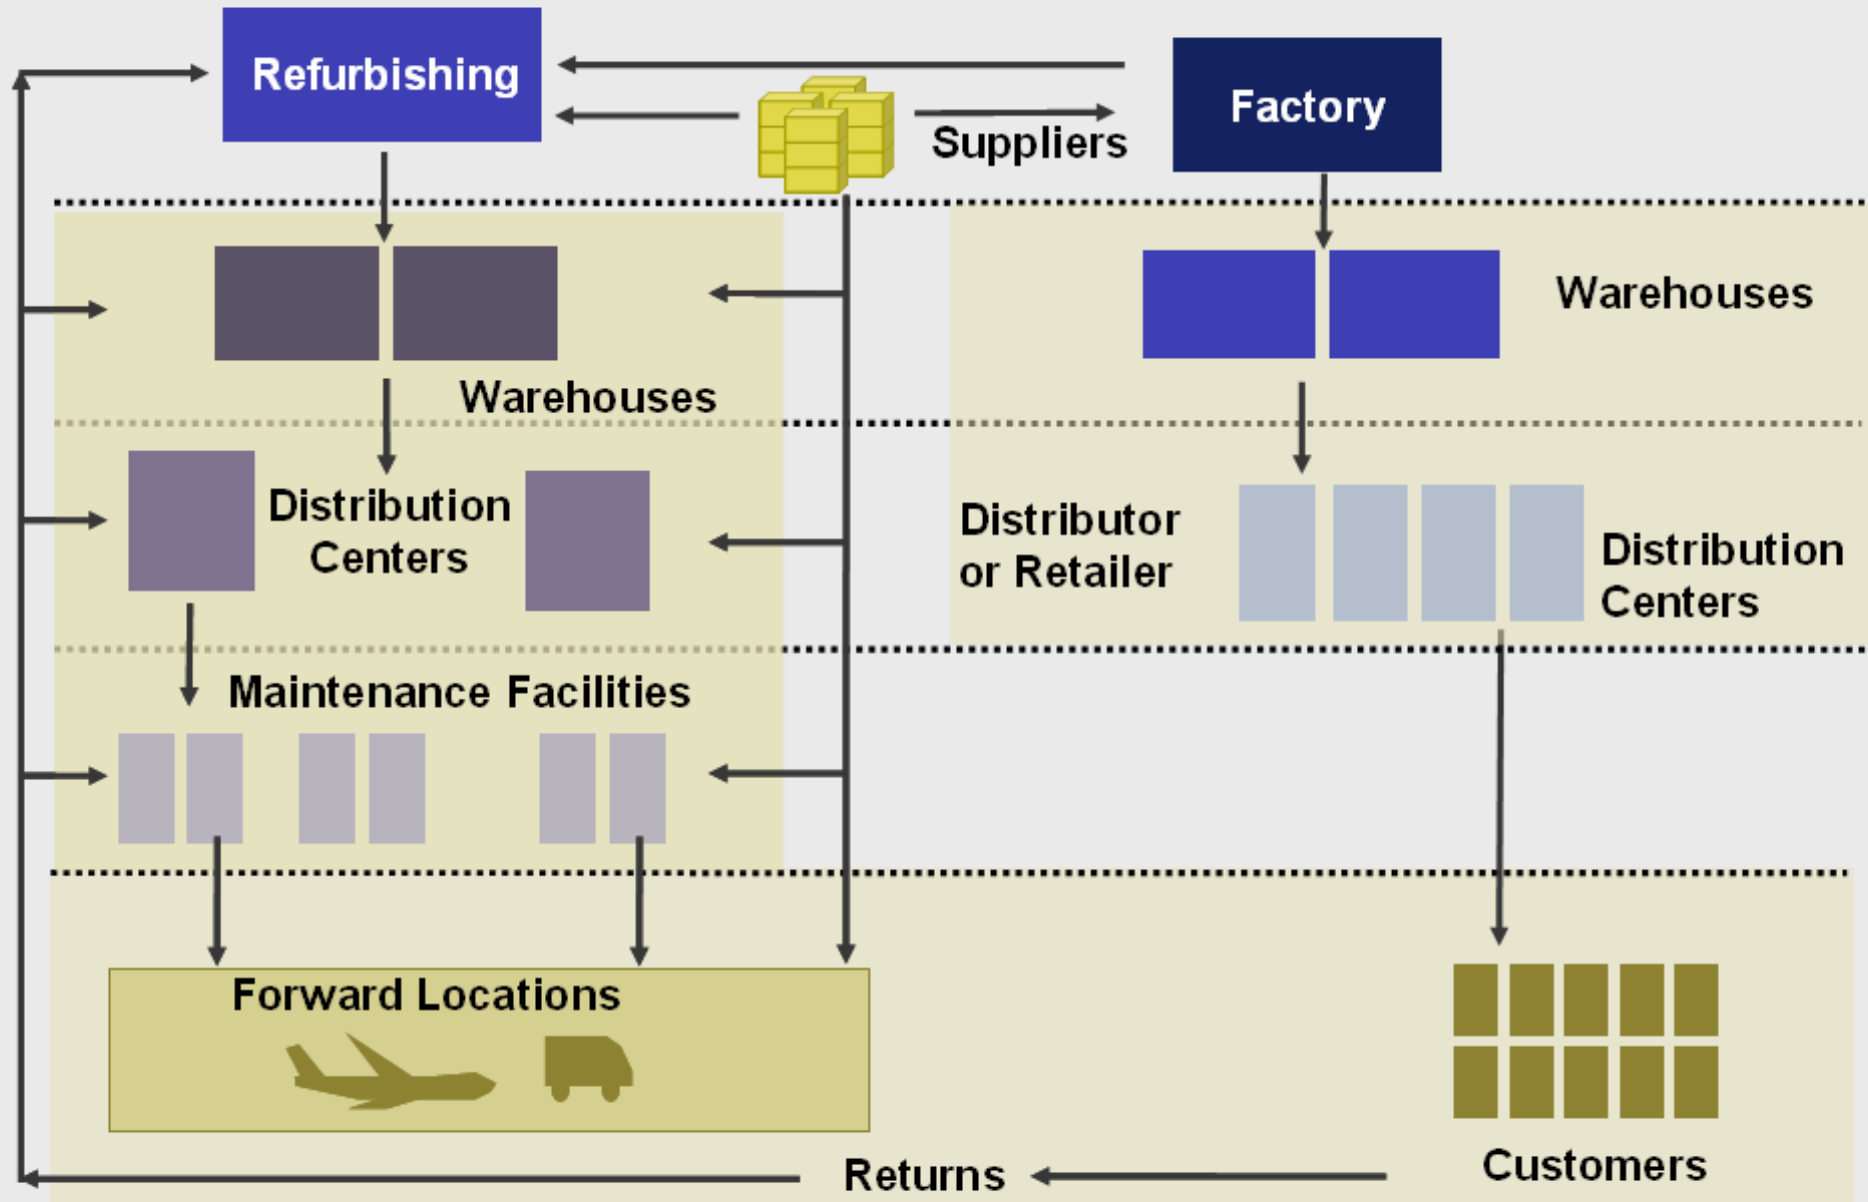 Refurbishing
Factory
Suppliers
Warehouses
Warehouses
Distribution
Centers
Distributor
or Retailer
Distribution
Centers
Maintenance Facilities
Forward Locations
Returns
Customers